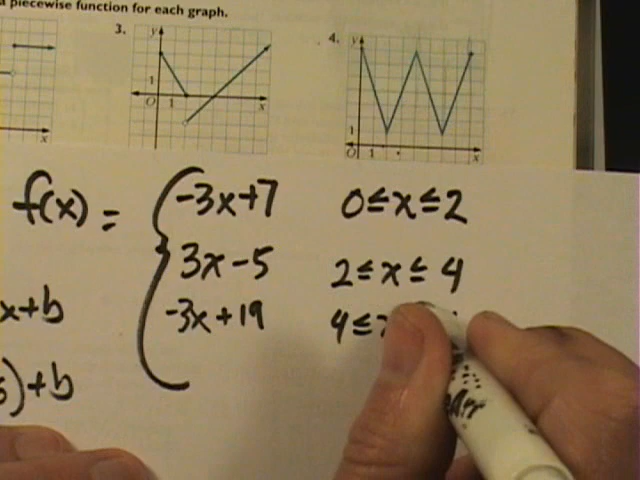 piecewise function for each graph.
3.
4.
y
y
1
O 1
x
x
1
O 1
x
f(x) = -3x+7 0≤x≤2
3x-5 2≤x≤4
x+b -3x+19 4≤
)+b